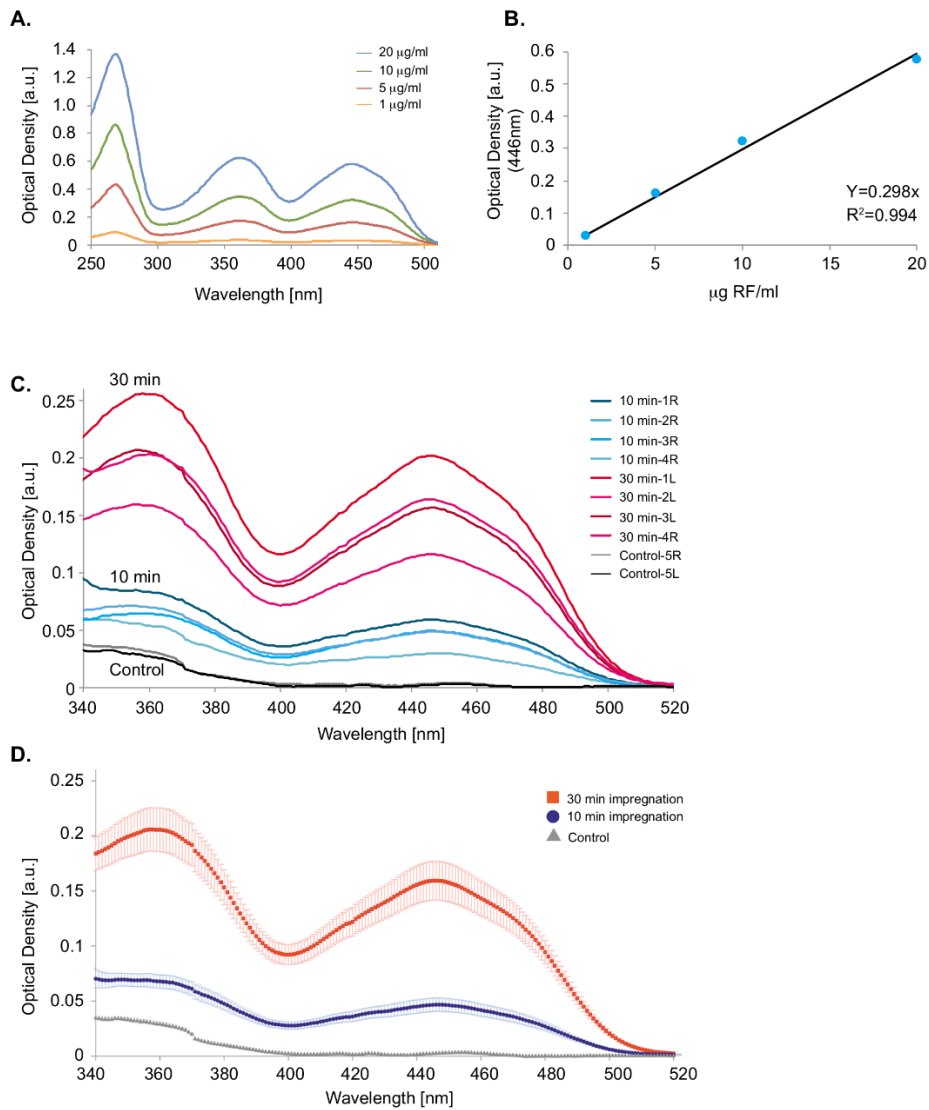 A.
20 μg/ml
10 μg/ml
5 μg/ml
1 μg/ml
Optical Density [a.u.]
1.4
1.2
1.0
0.8
0.6
0.4
0.2
0
250 300 350 400 450 500
Wavelength [nm]
B.
Optical Density [a.u.]
(446nm)
0.6
0.5
0.4
0.3
0.2
0.1
0
0 5 10 15 20
Y=0.298x
R²=0.994
μg RF/ml
C.
30 min
10 min
Control
Optical Density [a.u.]
0.25
0.2
0.15
0.1
0.05
0
340 360 380 400 420 440 460 480 500 520
Wavelength [nm]
10 min-1R
10 min-2R
10 min-3R
10 min-4R
30 min-1L
30 min-2L
30 min-3L
30 min-4R
Control-5R
Control-5L
D.
Optical Density [a.u.]
0.25
0.2
0.15
0.1
0.05
0
340 360 380 400 420 440 460 480 500 520
Wavelength [nm]
30 min impregnation
10 min impregnation
Control